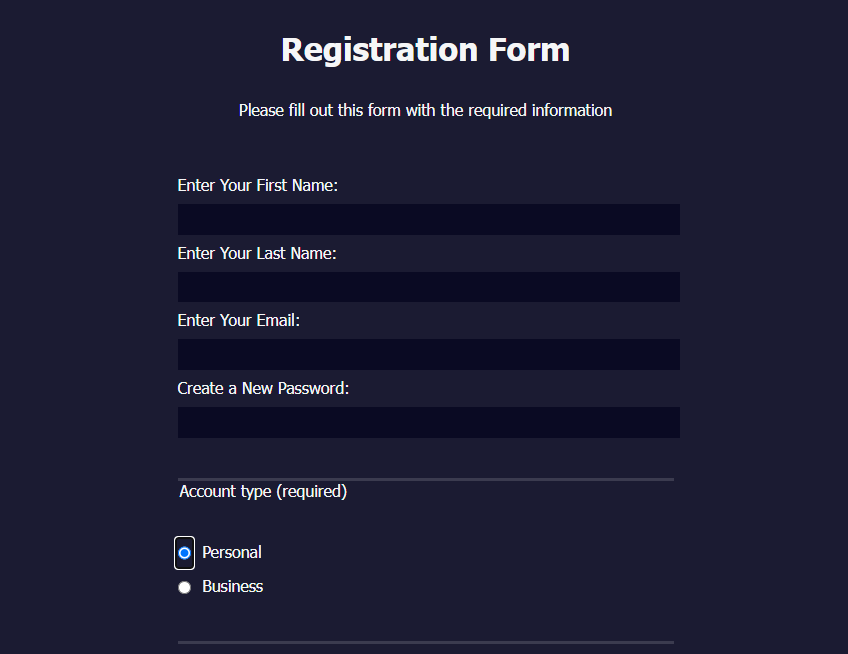 Registration Form
Please fill out this form with the required information
Enter Your First Name:
Enter Your Last Name:
Enter Your Email:
Create a New Password:
Account type (required)
Personal
Business